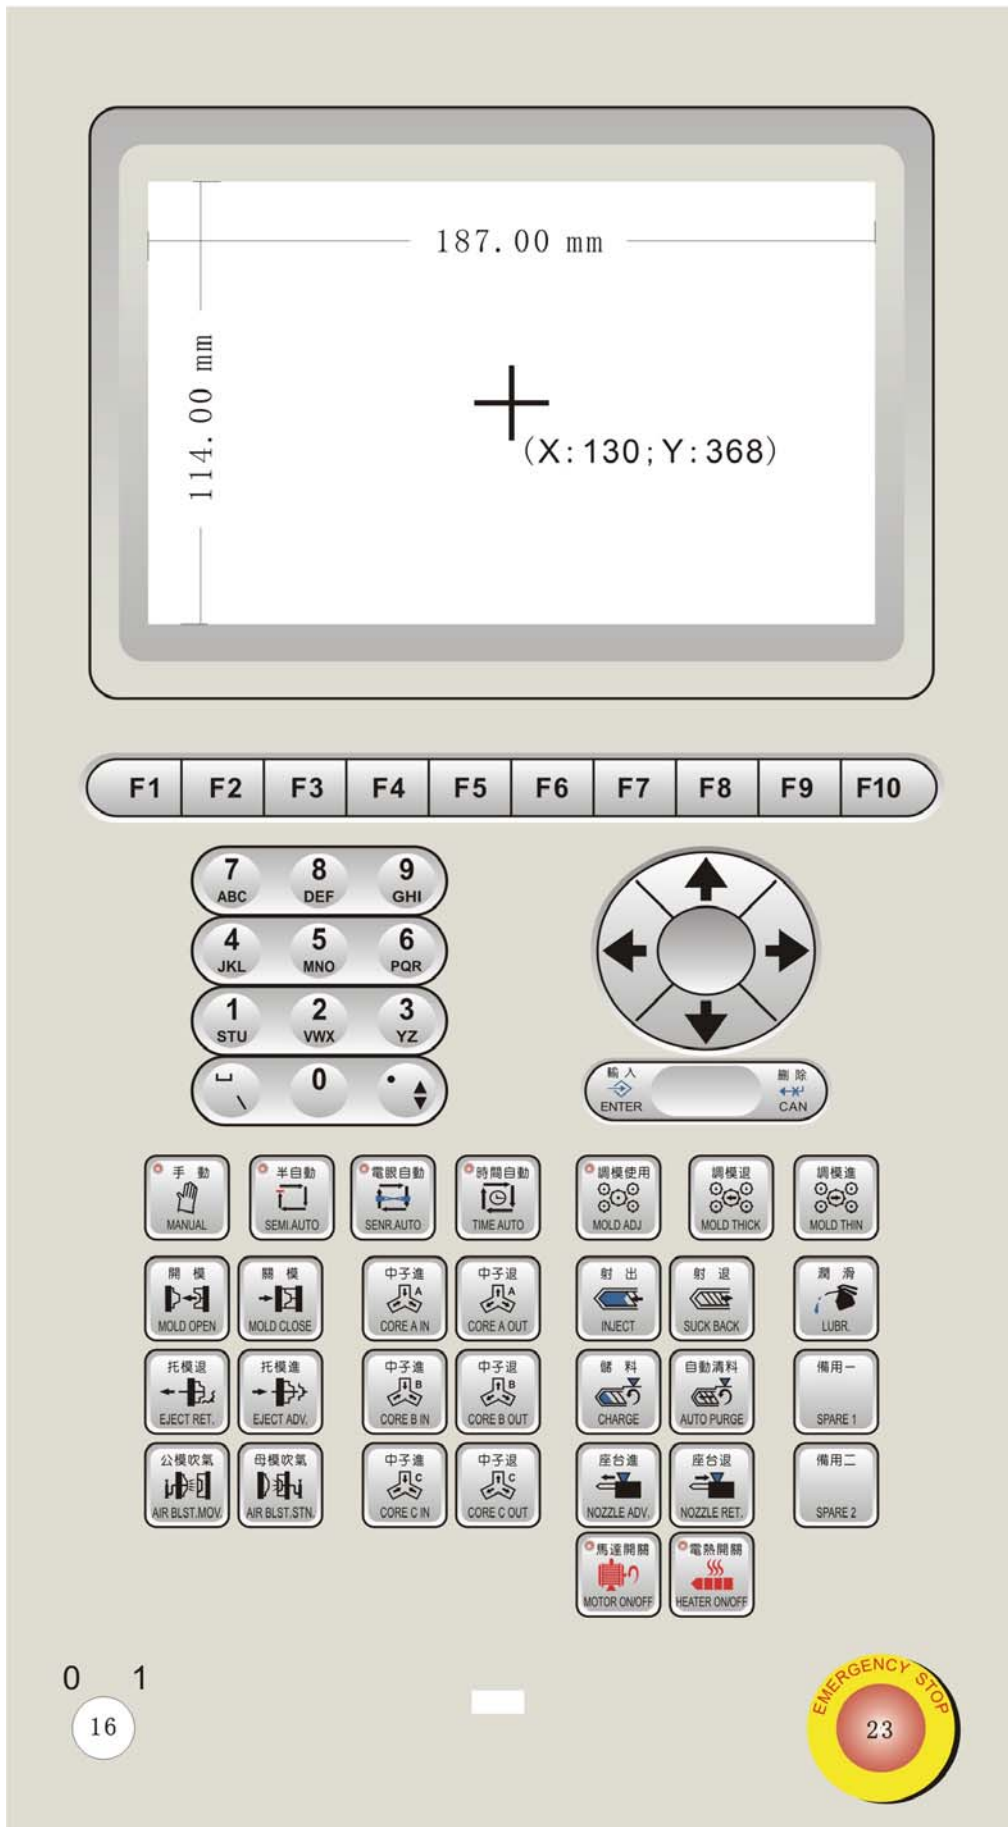 187.00 mm
114.00 mm
(X:130;Y:368)
F1 F2 F3 F4 F5 F6 F7 F8 F9 F10
7 8 9
ABC DEF GHI
4 5 6
JKL MNO PQR
1 2 3
STU VWX YZ
0
輸入 刪除
ENTER CAN
手動 半自動 電眼自動 時間自動 調模使用 調模退 調模進
MANUAL SEMI.AUTO SENR.AUTO TIME AUTO MOLD ADJ MOLD THICK MOLD THIN
開模 關模 中子進 中子退 射出 射退 潤滑
A A
MOLD OPEN MOLD CLOSE CORE A IN CORE A OUT INJECT SUCK BACK LUBR.
托模退 托模進 中子進 中子退 儲料 自動清料 備用一
B B
EJECT RET. EJECT ADV. CORE B IN CORE B OUT CHARGE AUTO PURGE SPARE 1
公模吹氣 母模吹氣 中子進 中子退 座台進 座台退 備用二
C C
AIR BLST.MOV. AIR BLST.STN. CORE C IN CORE C OUT NOZZLE ADV. NOZZLE RET. SPARE 2
馬達開關 電熱開關
MOTOR ON/OFF HEATER ON/OFF
0 1
16
EMERGENCY STOP
23